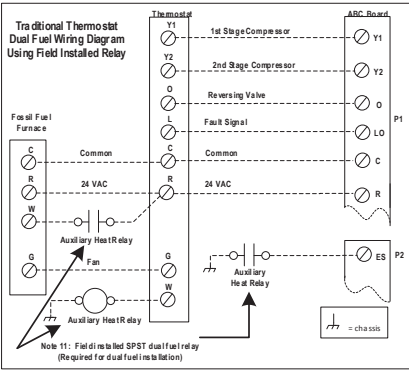 Traditional Thermostat
Dual Fuel Wiring Diagram
Using Field Installed Relay
Thermostat
ABC Board
Y1
1st Stage Compressor
Y1
Y2
2nd Stage Compressor
Y2
O
Reversing Valve
O
L
Fault Signal
LO
P1
Fossil Fuel
Furnace
C
Common
C
Common
C
R
24 VAC
R
24 VAC
R
W
Auxiliary Heat Relay
G
Fan
G
Auxiliary
Heat Relay
ES
P2
W
Auxiliary Heat Relay
= chassis
Note 11: Field installed SPST dual fuel relay
(Required for dual fuel installation)